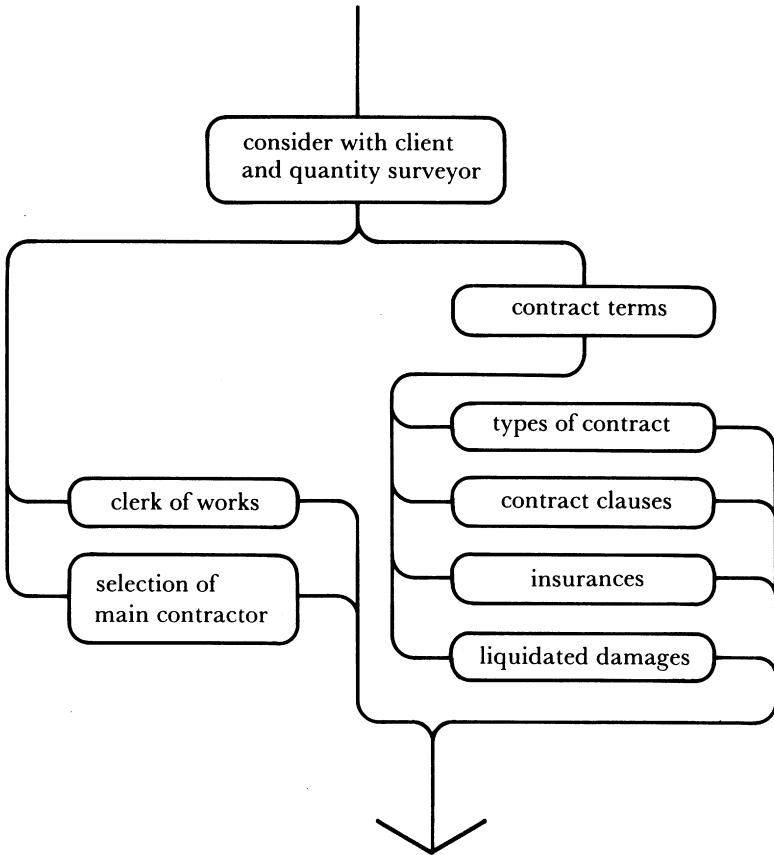 consider with client
and quantity surveyor
contract terms
types of contract
contract clauses
insurances
liquidated damages
clerk of works
selection of
main contractor